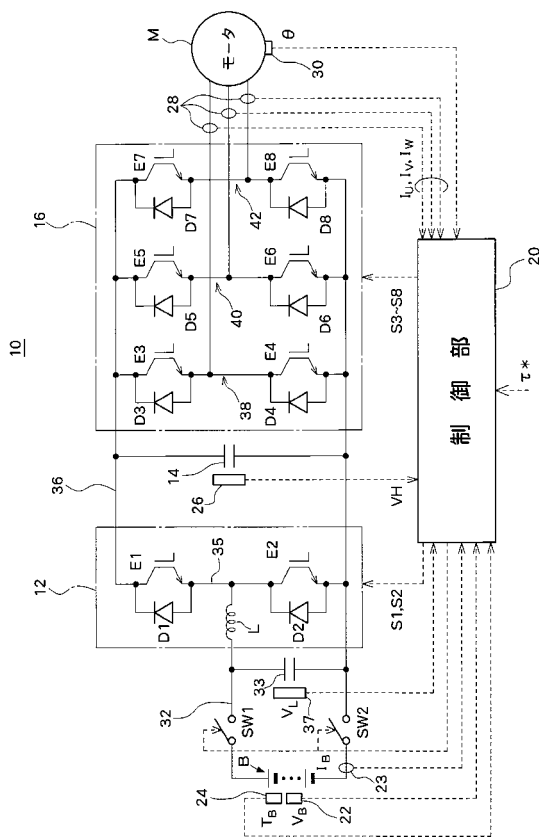 10
M
モータ
θ
30
28
16
E7
E5
E3
D7
D5
D3
42
40
38
E8
E6
E4
D8
D6
D4
IU,IV,IW
S3~S8
20
制御部
τ*
36
14
26
VH
12
E1
D1
35
E2
D2
L
S1,S2
32
33
VL
37
SW1
SW2
B
IB
23
24
TB
VB
22